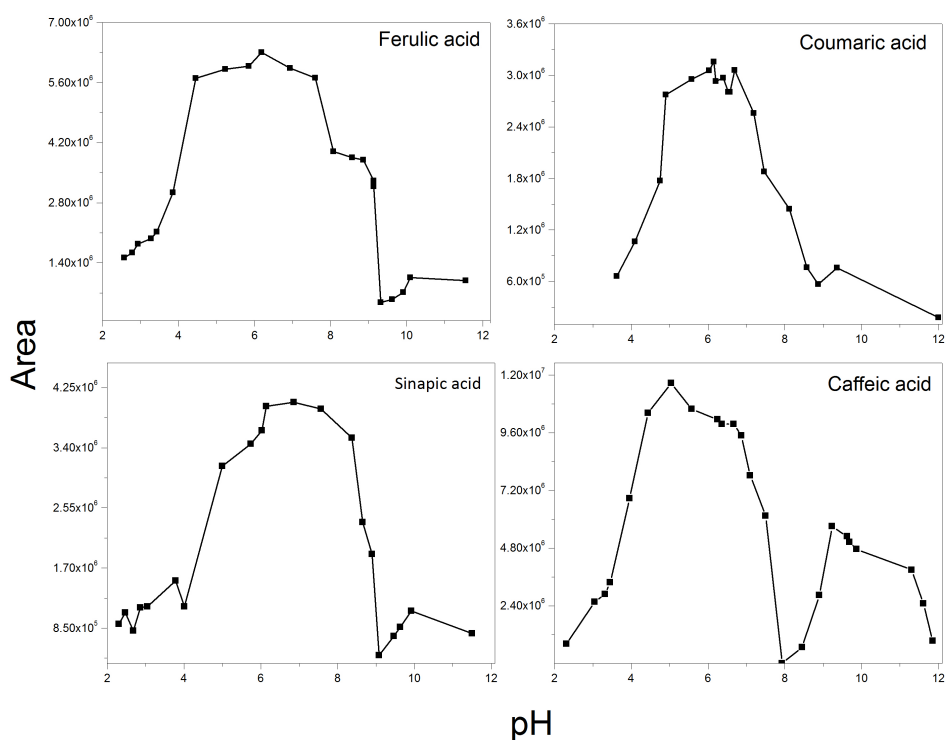 Area
7.00x10⁶
5.60x10⁶
4.20x10⁶
2.80x10⁶
1.40x10⁶
Ferulic acid
2 4 6 8 10 12
3.6x10⁶
3.0x10⁶
2.4x10⁶
1.8x10⁶
1.2x10⁶
6.0x10⁵
Coumaric acid
2 4 6 8 10 12
4.25x10⁶
3.40x10⁶
2.55x10⁶
1.70x10⁶
8.50x10⁵
Sinapic acid
2 4 6 8 10 12
1.20x10⁷
9.60x10⁶
7.20x10⁶
4.80x10⁶
2.40x10⁶
Caffeic acid
2 4 6 8 10 12
pH